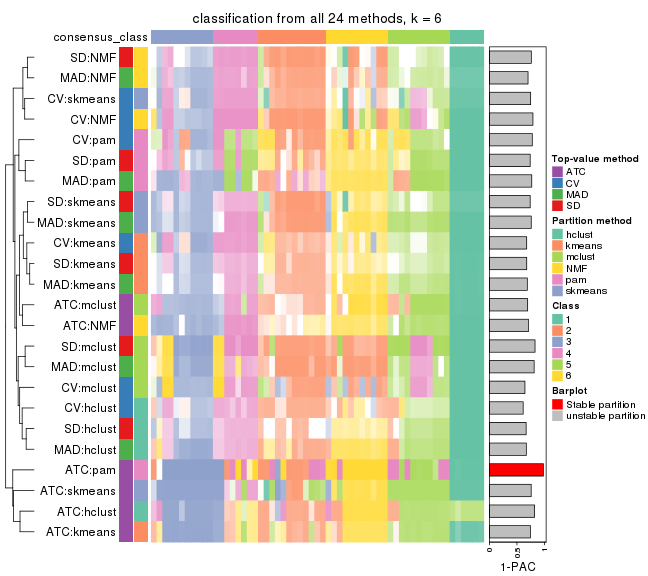 classification from all 24 methods, k = 6
consensus_class
SD:NMF
MAD:NMF
CV:skmeans
CV:NMF
CV:pam
SD:pam
MAD:pam
SD:skmeans
MAD:skmeans
CV:kmeans
SD:kmeans
MAD:kmeans
ATC:mclust
ATC:NMF
SD:mclust
MAD:mclust
CV:mclust
CV:hclust
SD:hclust
MAD:hclust
ATC:pam
ATC:skmeans
ATC:hclust
ATC:kmeans
0
0.5
1
1-PAC
Top-value method
ATC
CV
MAD
SD
Partition method
hclust
kmeans
mclust
NMF
pam
skmeans
Class
1
2
3
4
5
6
Barplot
Stable partition
unstable partition